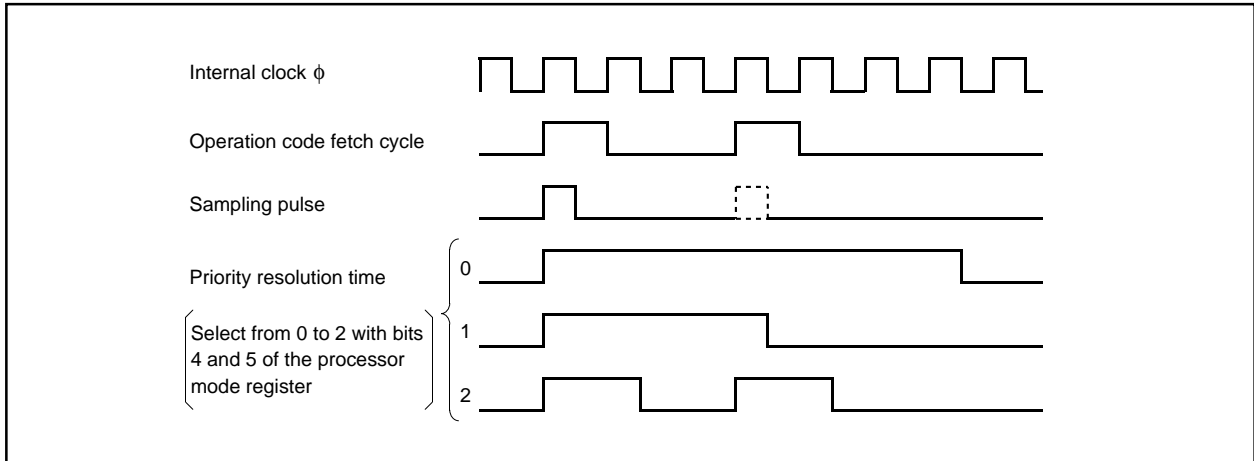 Internal clock ϕ
Operation code fetch cycle
Sampling pulse
Priority resolution time
0
Select from 0 to 2 with bits
4 and 5 of the processor
mode register
1
2